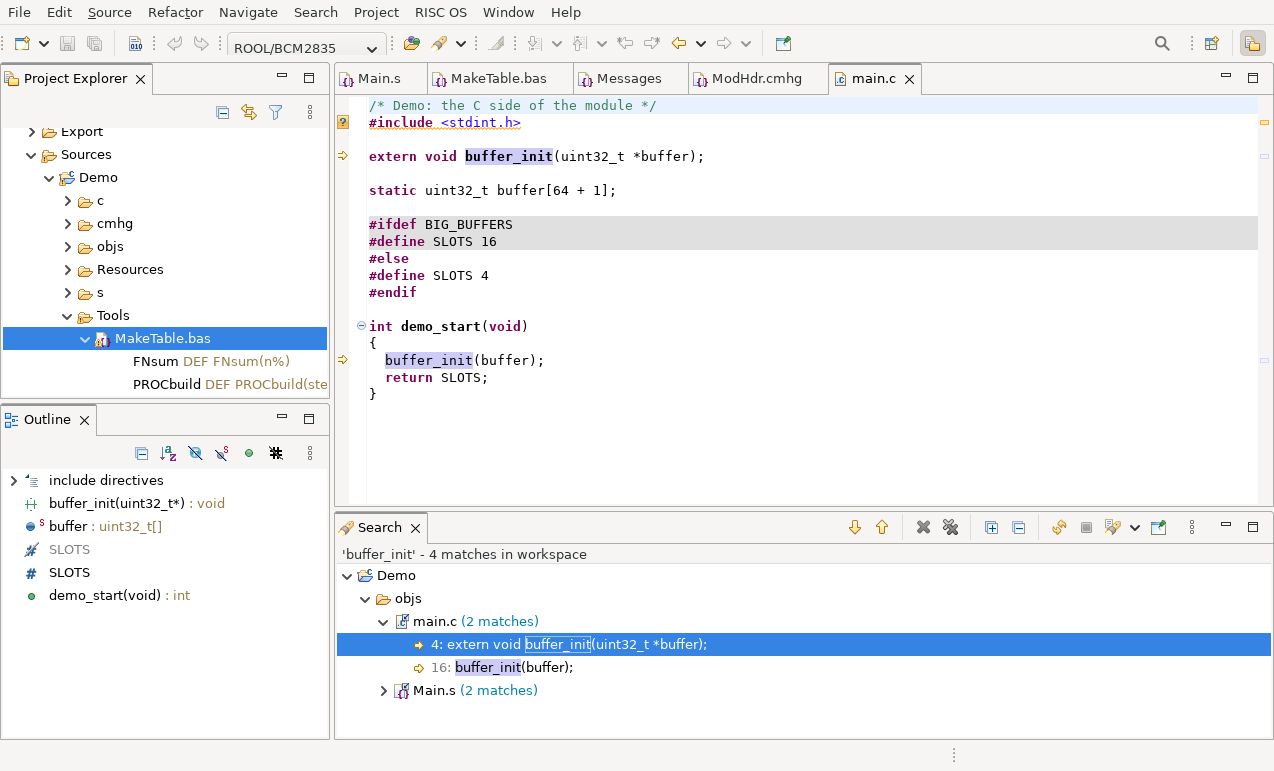 File Edit Source Refactor Navigate Search Project RISC OS Window Help
010
ROOL/BCM2835
Project Explorer
Export
Sources
Demo
c
cmhg
objs
Resources
s
Tools
MakeTable.bas
FNsum DEF FNsum(n%)
PROCbuild DEF PROCbuild(ste
Outline
include directives
buffer_init(uint32_t*) : void
buffer : uint32_t[]
SLOTS
SLOTS
demo_start(void) : int
Main.s MakeTable.bas Messages ModHdr.cmhg main.c
/* Demo: the C side of the module */
#include <stdint.h>
extern void buffer_init(uint32_t *buffer);
static uint32_t buffer[64 + 1];
#ifdef BIG_BUFFERS
#define SLOTS 16
#else
#define SLOTS 4
#endif
int demo_start(void)
{
buffer_init(buffer);
return SLOTS;
}
Search
'buffer_init' - 4 matches in workspace
Demo
objs
main.c (2 matches)
4: extern void buffer_init(uint32_t *buffer);
16: buffer_init(buffer);
Main.s (2 matches)